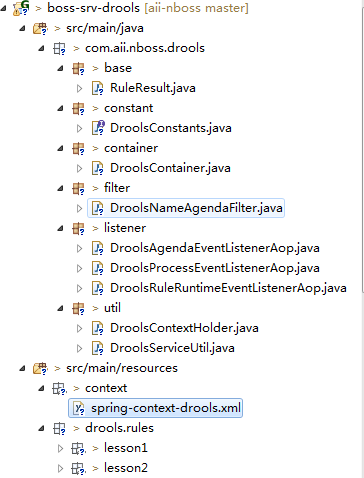 > boss-srv-drools [aii-nboss master]
> src/main/java
> com.aii.nboss.drools
> base
> RuleResult.java
> constant
> DroolsConstants.java
> container
> DroolsContainer.java
> filter
> DroolsNameAgendaFilter.java
> listener
> DroolsAgendaEventListenerAop.java
> DroolsProcessEventListenerAop.java
> DroolsRuleRuntimeEventListenerAop.java
> util
> DroolsContextHolder.java
> DroolsServiceUtil.java
> src/main/resources
> context
> spring-context-drools.xml
> drools.rules
> lesson1
> lesson2